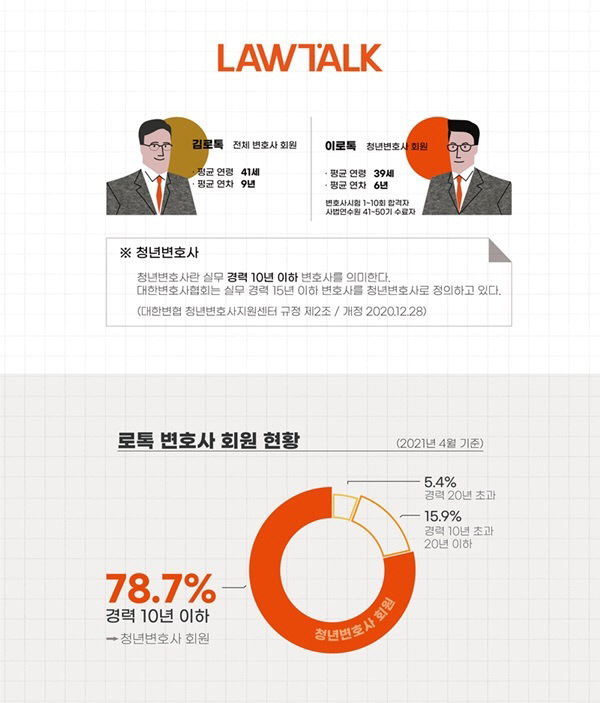 LAWTALK
김로톡 전체 변호사 회원
· 평균 연령 41세
· 평균 연차 9년
이로톡 청년변호사 회원
· 평균 연령 39세
· 평균 연차 6년
변호사시험 1~10회 합격자
사법연수원 41~50기 수료자
※ 청년변호사
청년변호사란 실무 경력 10년 이하 변호사를 의미한다.
대한변호사협회는 실무 경력 15년 이하 변호사를 청년변호사로 정의하고 있다.
(대한변협 청년변호사지원센터 규정 제2조 / 개정 2020.12.28)
로톡 변호사 회원 현황
(2021년 4월 기준)
5.4%
경력 20년 초과
15.9%
경력 10년 초과
20년 이하
78.7%
경력 10년 이하
➞ 청년변호사 회원
청년변호사 회원